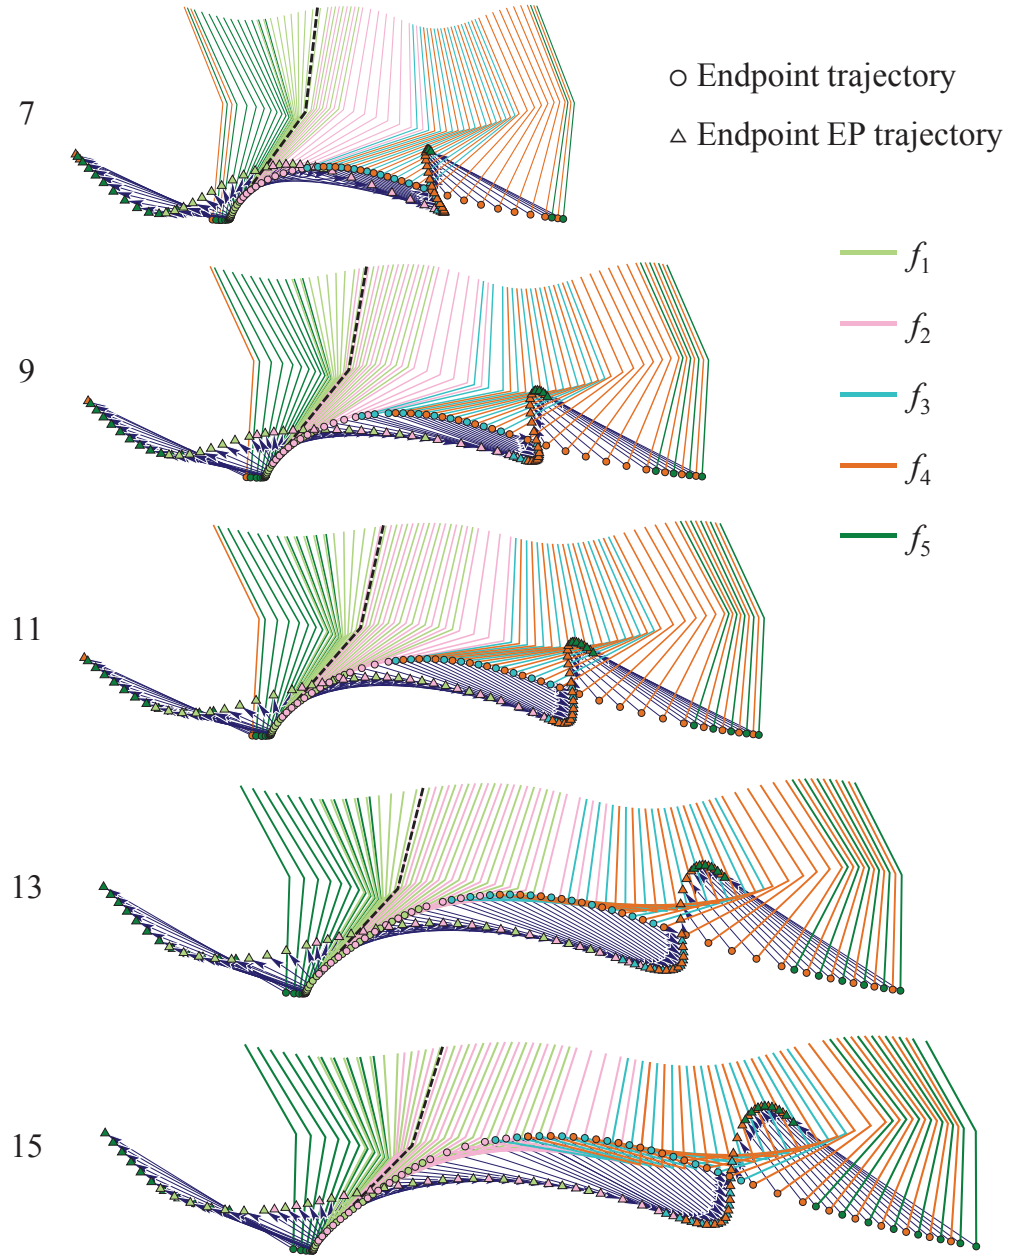 7
Endpoint trajectory
Endpoint EP trajectory
f₁
f₂
9
f₃
f₄
f₅
11
13
15